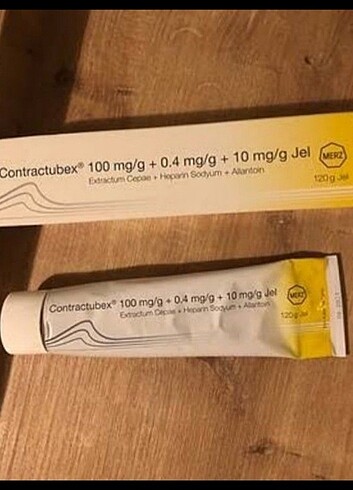 Contractubex® 100 mg/g + 0.4 mg/g + 10 mg/g Jel
Extractum Cepae + Heparin Sodyum + Allantoin
MERZ
120 g Jel
Contractubex® 100 mg/g + 0.4 mg/g + 10 mg/g Jel
Extractum Cepae + Heparin Sodyum + Allantoin
MERZ
120 g Jel